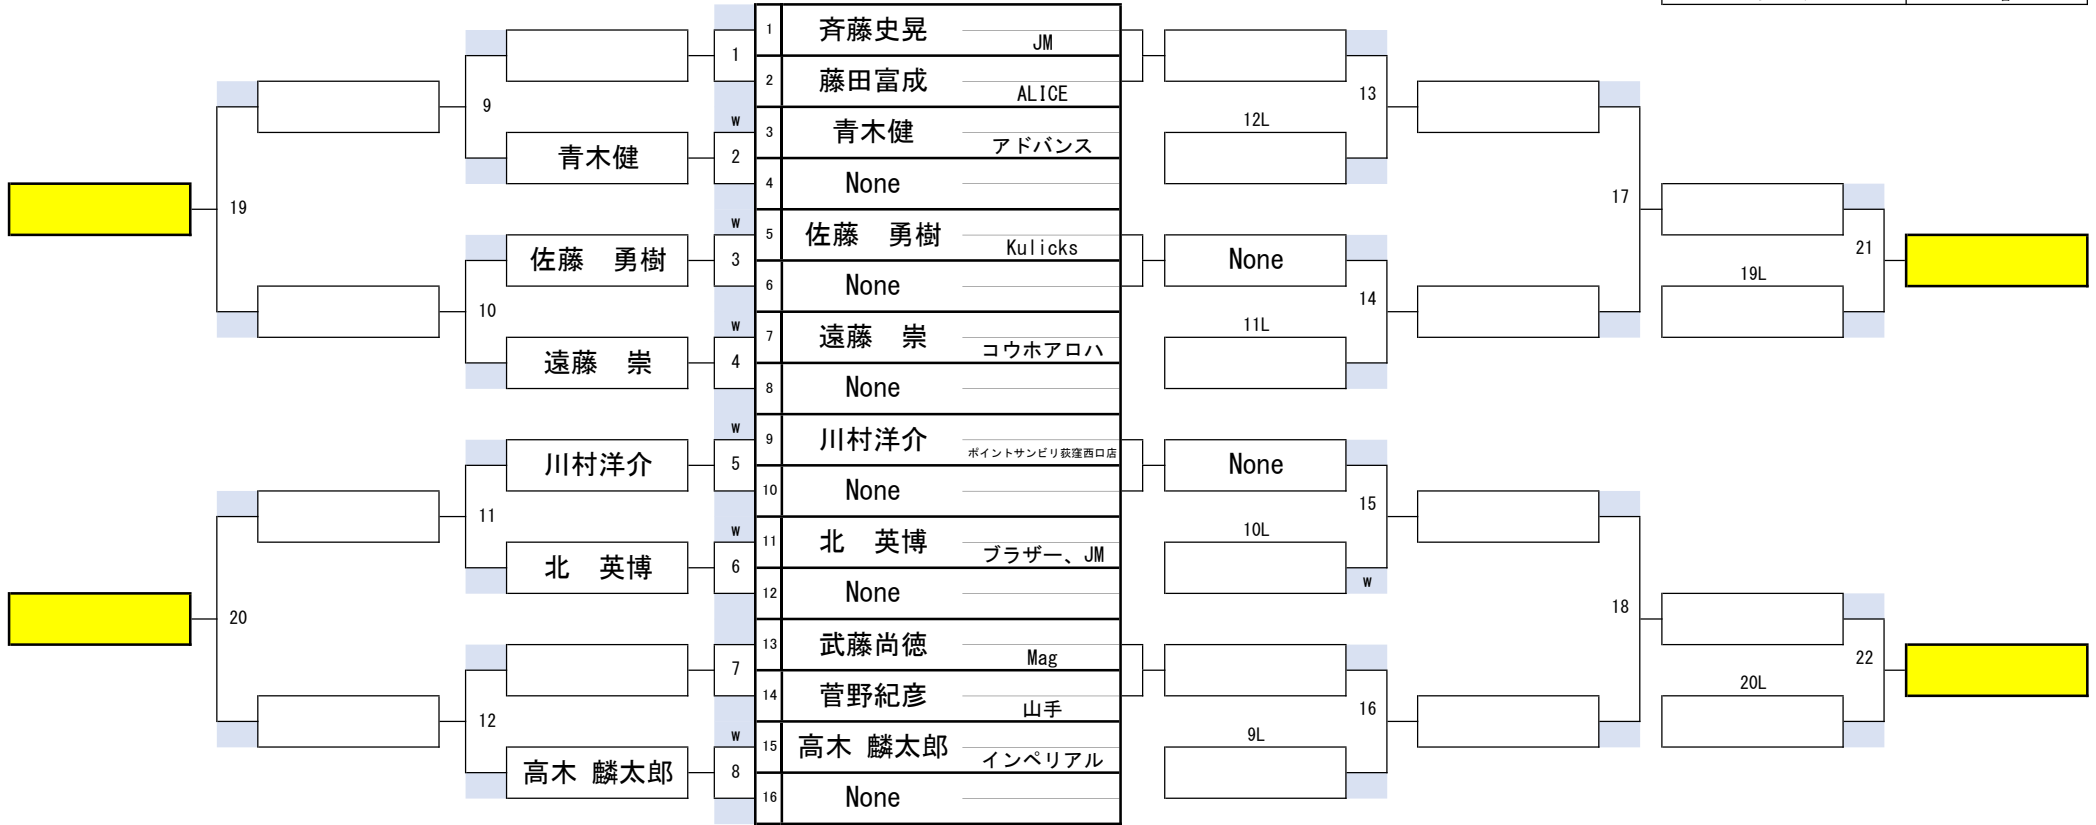 1 斉藤史晃 JM
2 藤田富成 ALICE
3 青木健 アドバンス
4 None
5 佐藤　勇樹 Kulicks
6 None
7 遠藤　崇 コウホアロハ
8 None
9 川村洋介 ポイントサンビリ荻窪西口店
10 None
11 北　英博 ブラザー、JM
12 None
13 武藤尚徳 Mag
14 菅野紀彦 山手
15 高木 麟太郎 インペリアル
16 None
1
W
青木健 2
W
佐藤　勇樹 3
W
遠藤　崇 4
W
川村洋介 5
W
北　英博 6
7
W
高木 麟太郎 8
9
10
11
12
19
20
13
12L
None
14
11L
None
15
10L
W
16
9L
17
18
19L
21
20L
22